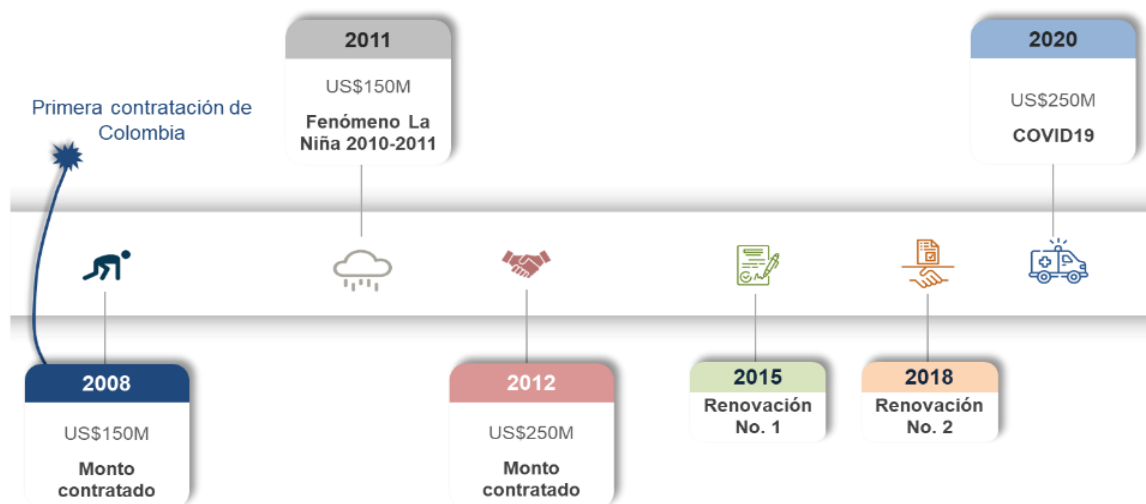 Primera contratación de
Colombia
2008
US$150M
Monto
contratado
2011
US$150M
Fenómeno La
Niña 2010-2011
2012
US$250M
Monto
contratado
2015
Renovación
No. 1
2018
Renovación
No. 2
2020
US$250M
COVID19